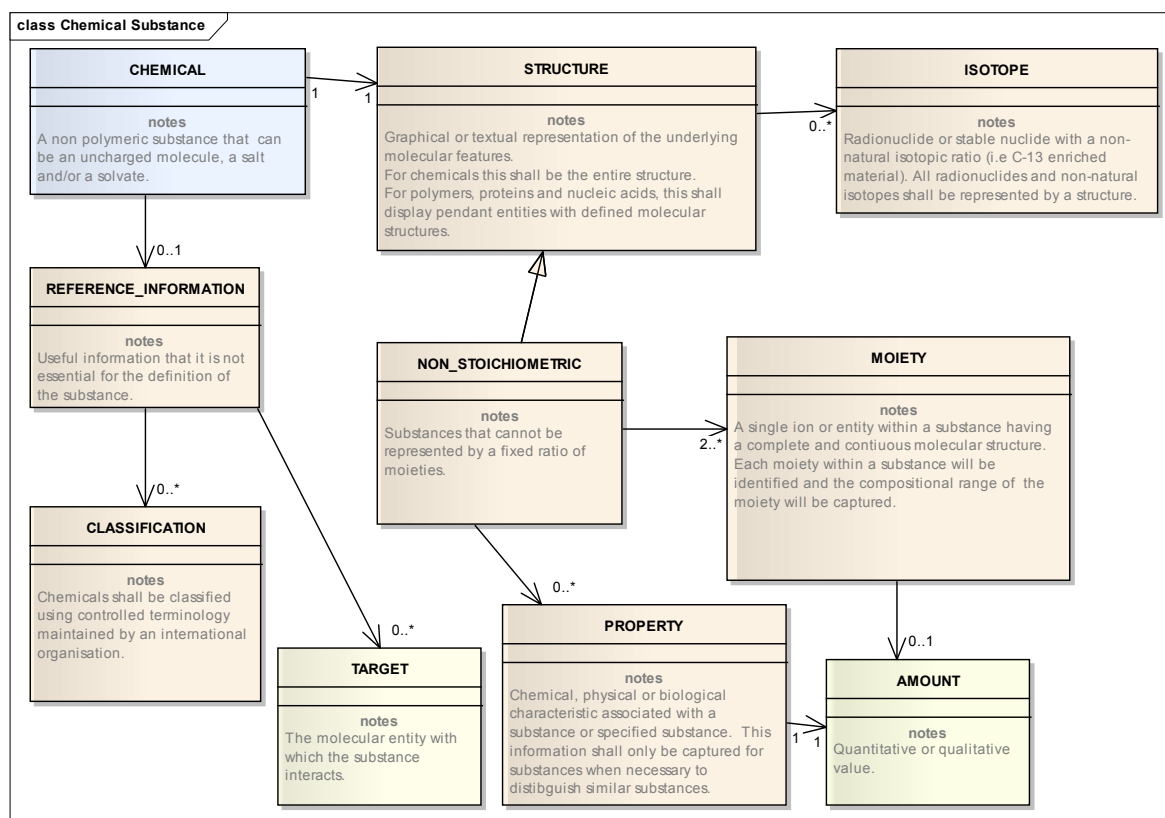 class Chemical Substance
CHEMICAL
notes
A non polymeric substance that can
be an uncharged molecule, a salt
and/or a solvate.
1
1
STRUCTURE
notes
Graphical or textual representation of the underlying
molecular features.
For chemicals this shall be the entire structure.
For polymers, proteins and nucleic acids, this shall
display pendant entities with defined molecular
structures.
0..*
ISOTOPE
notes
Radionuclide or stable nuclide with a non-
natural isotopic ratio (i.e C-13 enriched
material). All radionuclides and non-natural
isotopes shall be represented by a structure.
0..1
REFERENCE_INFORMATION
notes
Useful information that it is not
essential for the definition of
the substance.
NON_STOICHIOMETRIC
notes
Substances that cannot be
represented by a fixed ratio of
moieties.
2..*
MOIETY
notes
A single ion or entity within a substance having
a complete and contiuous molecular structure.
Each moiety within a substance will be
identified and the compositional range of the
moiety will be captured.
0..*
CLASSIFICATION
notes
Chemicals shall be classified
using controlled terminology
maintained by an international
organisation.
0..*
TARGET
notes
The molecular entity with
which the substance
interacts.
0..*
PROPERTY
notes
Chemical, physical or biological
characteristic associated with a
substance or specified substance. This
information shall only be captured for
substances when necessary to
distibguish similar substances.
1
1
0..1
AMOUNT
notes
Quantitative or qualitative
value.